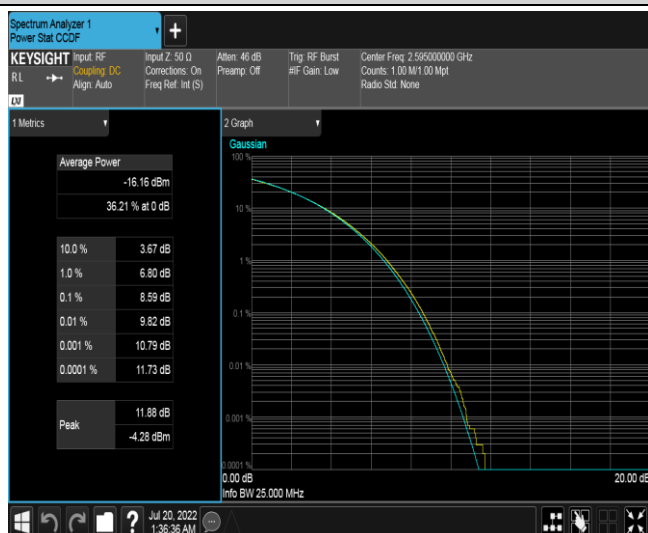 Spectrum Analyzer 1
Power Stat CCDF
+
KEYSIGHT
RL
LXI
Input: RF
Coupling: DC
Align: Auto
Input Z: 50 Ω
Corrections: On
Freq Ref: Int (S)
Atten: 46 dB
Preamp: Off
Trig: RF Burst
#IF Gain: Low
Center Freq: 2.595000000 GHz
Counts: 1.00 M/1.00 Mpt
Radio Std: None
1 Metrics
Average Power
-16.16 dBm
36.21 % at 0 dB
10.0 % 3.67 dB
1.0 % 6.80 dB
0.1 % 8.59 dB
0.01 % 9.82 dB
0.001 % 10.79 dB
0.0001 % 11.73 dB
Peak 11.88 dB
-4.28 dBm
2 Graph
Gaussian
100 %
10 %
1 %
0.1 %
0.01 %
0.001 %
0.0001 %
0.00 dB 20.00 dB
Info BW 25.000 MHz
?
Jul 20, 2022
1:36:36 AM